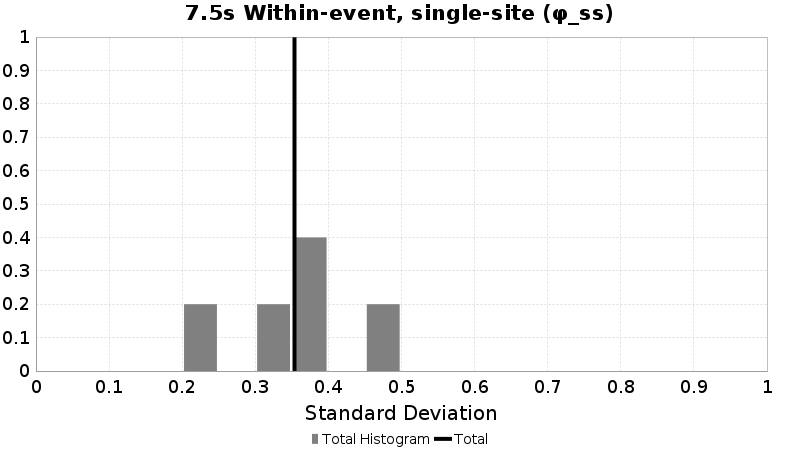 7.5s Within-event, single-site (φ_ss)
1
0.9
0.8
0.7
0.6
0.5
0.4
0.3
0.2
0.1
0
0 0.1 0.2 0.3 0.4 0.5 0.6 0.7 0.8 0.9 1
Standard Deviation
Total Histogram Total